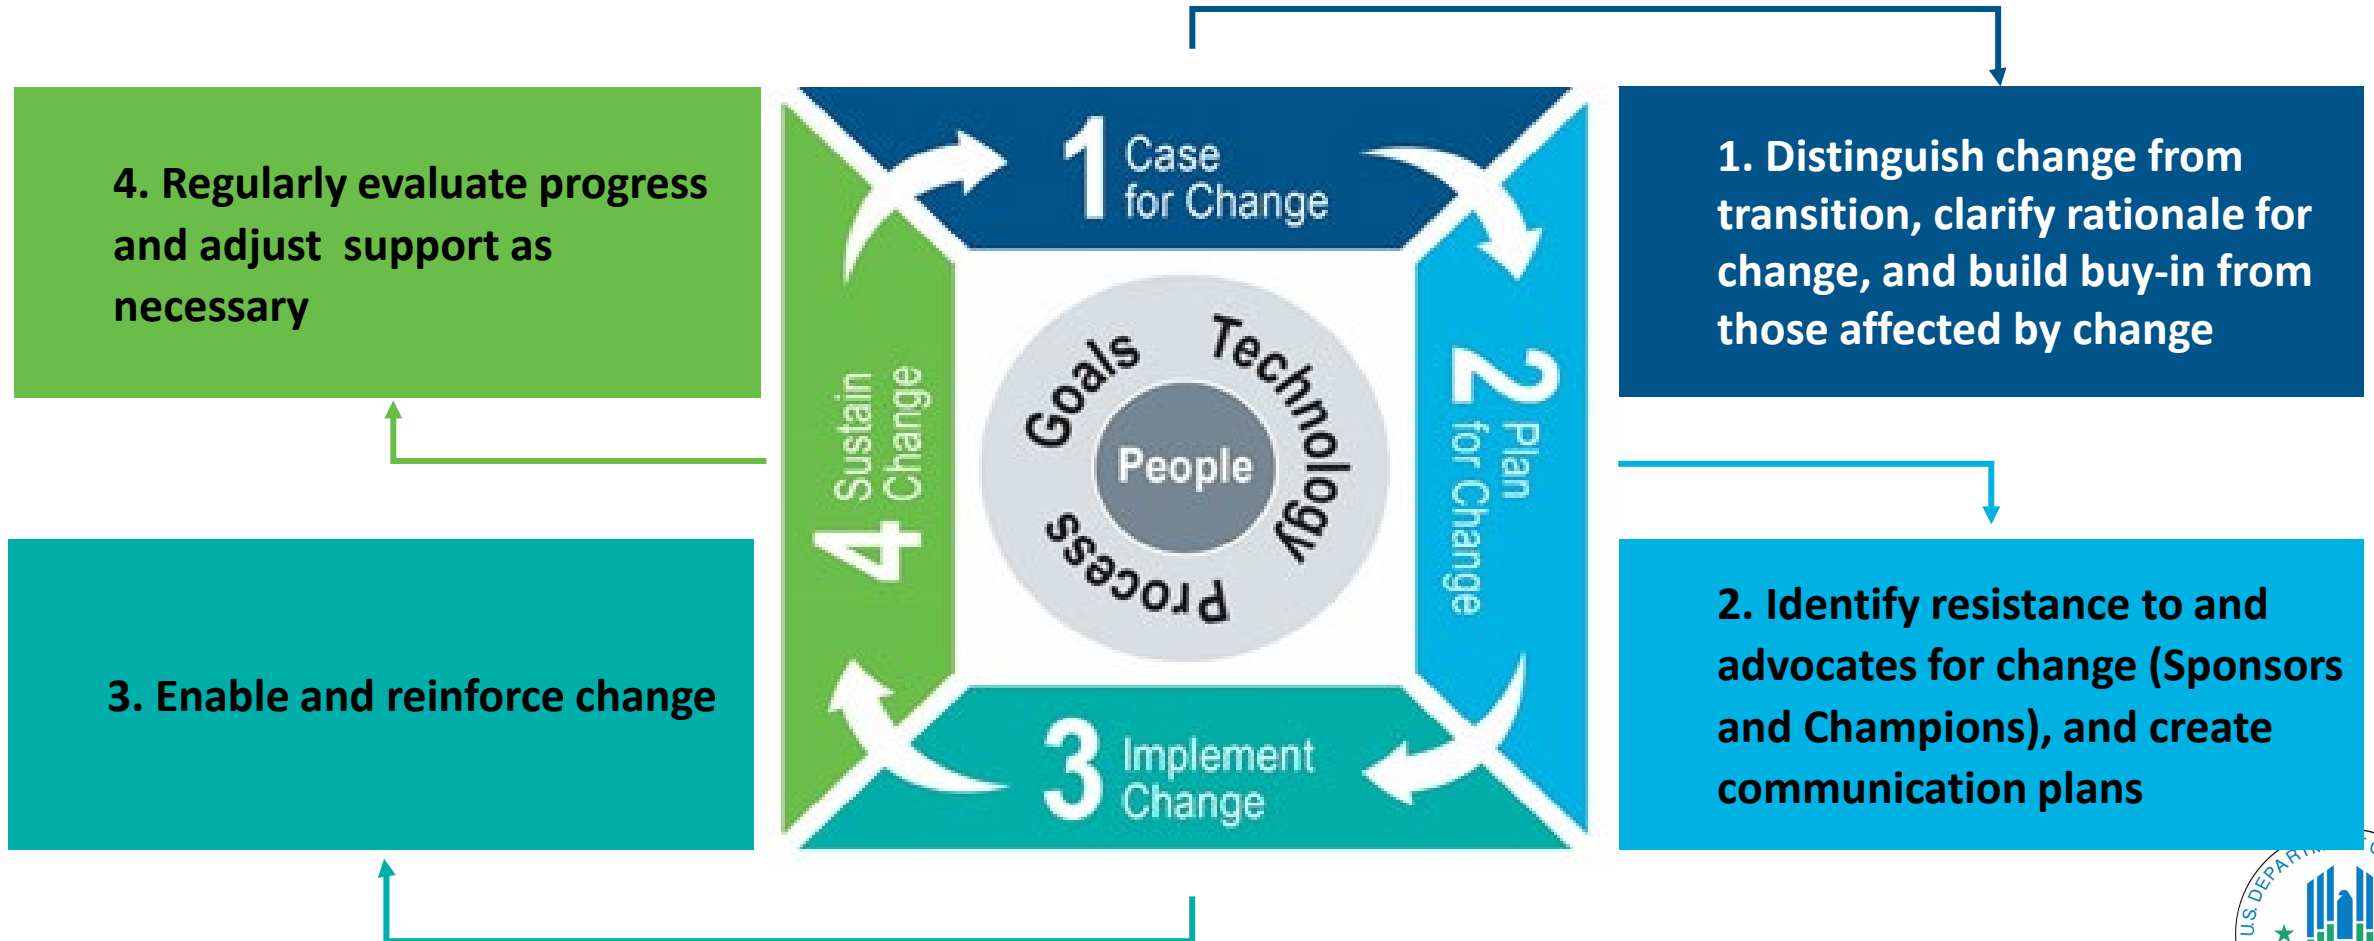 4. Regularly evaluate progress
and adjust  support as
necessary
1 Case
for Change
1. Distinguish change from
transition, clarify rationale for
change, and build buy-in from
those affected by change
Goals
Technology
Process
People
2 Plan
for Change
4 Sustain
Change
3. Enable and reinforce change
3 Implement
Change
2. Identify resistance to and
advocates for change (Sponsors
and Champions), and create
communication plans
U.S.